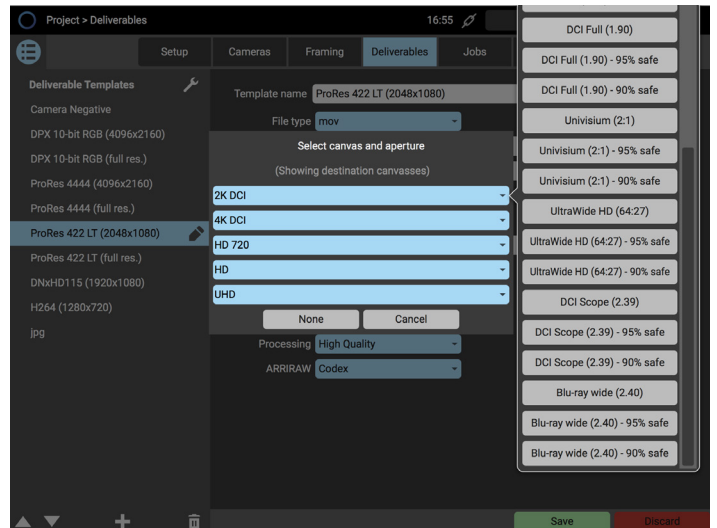 Project > Deliverables
16:55
Setup
Cameras
Framing
Deliverables
Jobs
Deliverable Templates
Camera Negative
DPX 10-bit RGB (4096x2160)
DPX 10-bit RGB (full res.)
ProRes 4444 (4096x2160)
ProRes 4444 (full res.)
ProRes 422 LT (2048x1080)
ProRes 422 LT (full res.)
DNxHD115 (1920x1080)
H264 (1280x720)
jpg
Template name ProRes 422 LT (2048x1080)
File type mov
Select canvas and aperture
(Showing destination canvasses)
2K DCI
4K DCI
HD 720
HD
UHD
None
Cancel
Processing High Quality
ARRIRAW Codex
DCI Full (1.90)
DCI Full (1.90) - 95% safe
DCI Full (1.90) - 90% safe
Univisium (2:1)
Univisium (2:1) - 95% safe
Univisium (2:1) - 90% safe
UltraWide HD (64:27)
UltraWide HD (64:27) - 95% safe
UltraWide HD (64:27) - 90% safe
DCI Scope (2.39)
DCI Scope (2.39) - 95% safe
DCI Scope (2.39) - 90% safe
Blu-ray wide (2.40)
Blu-ray wide (2.40) - 95% safe
Blu-ray wide (2.40) - 90% safe
Save
Discard